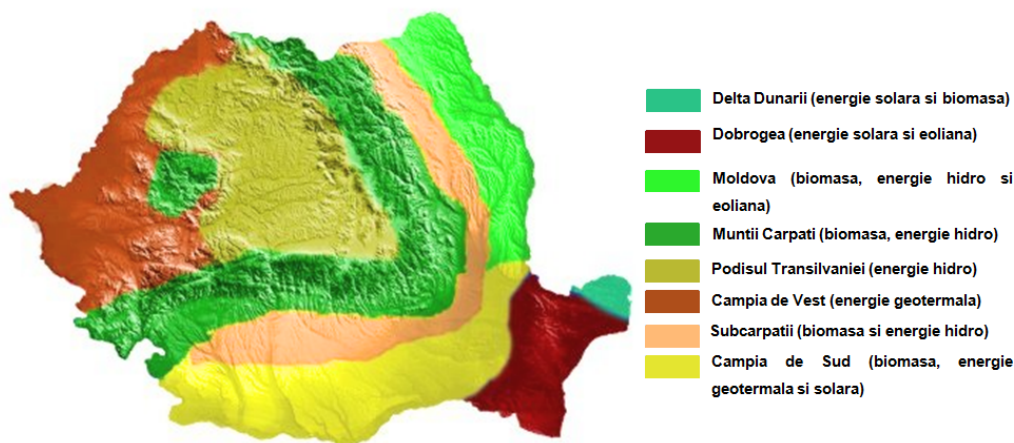 Delta Dunarii (energie solara si biomasa)
Dobrogea (energie solara si eoliana)
Moldova (biomasa, energie hidro si
eoliana)
Muntii Carpati (biomasa, energie hidro)
Podisul Transilvaniei (energie hidro)
Campia de Vest (energie geotermala)
Subcarpatii (biomasa si energie hidro)
Campia de Sud (biomasa, energie
geotermala si solara)